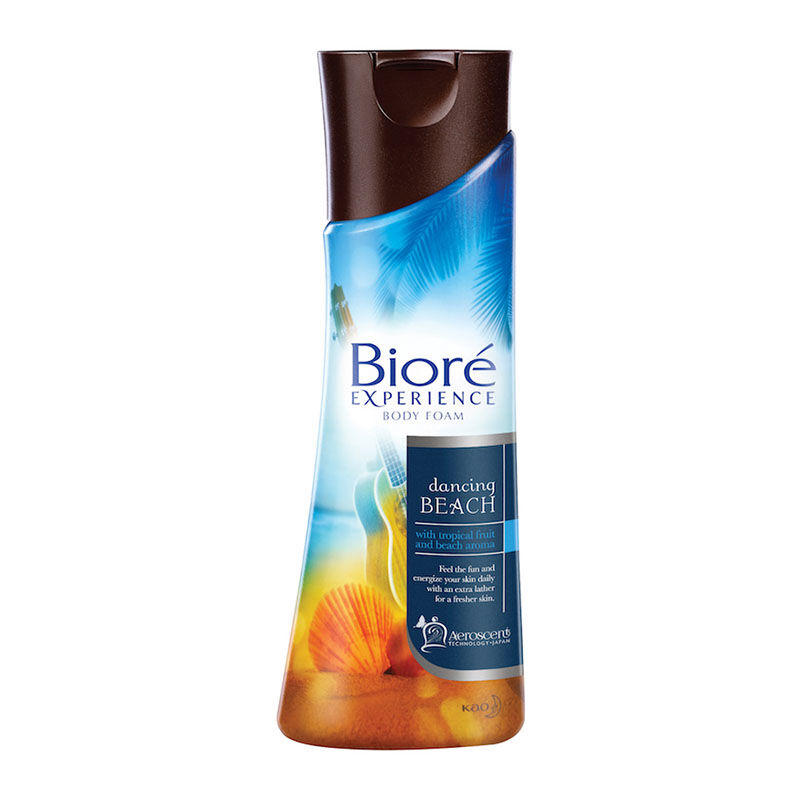 Bioré
EXPERIENCE
BODY FOAM
dancing
BEACH
with tropical fruit
and beach aroma
Feel the fun and
energize your skin daily
with an extra lather
for a fresher skin.
Aeroscent
TECHNOLOGY•JAPAN
Kao